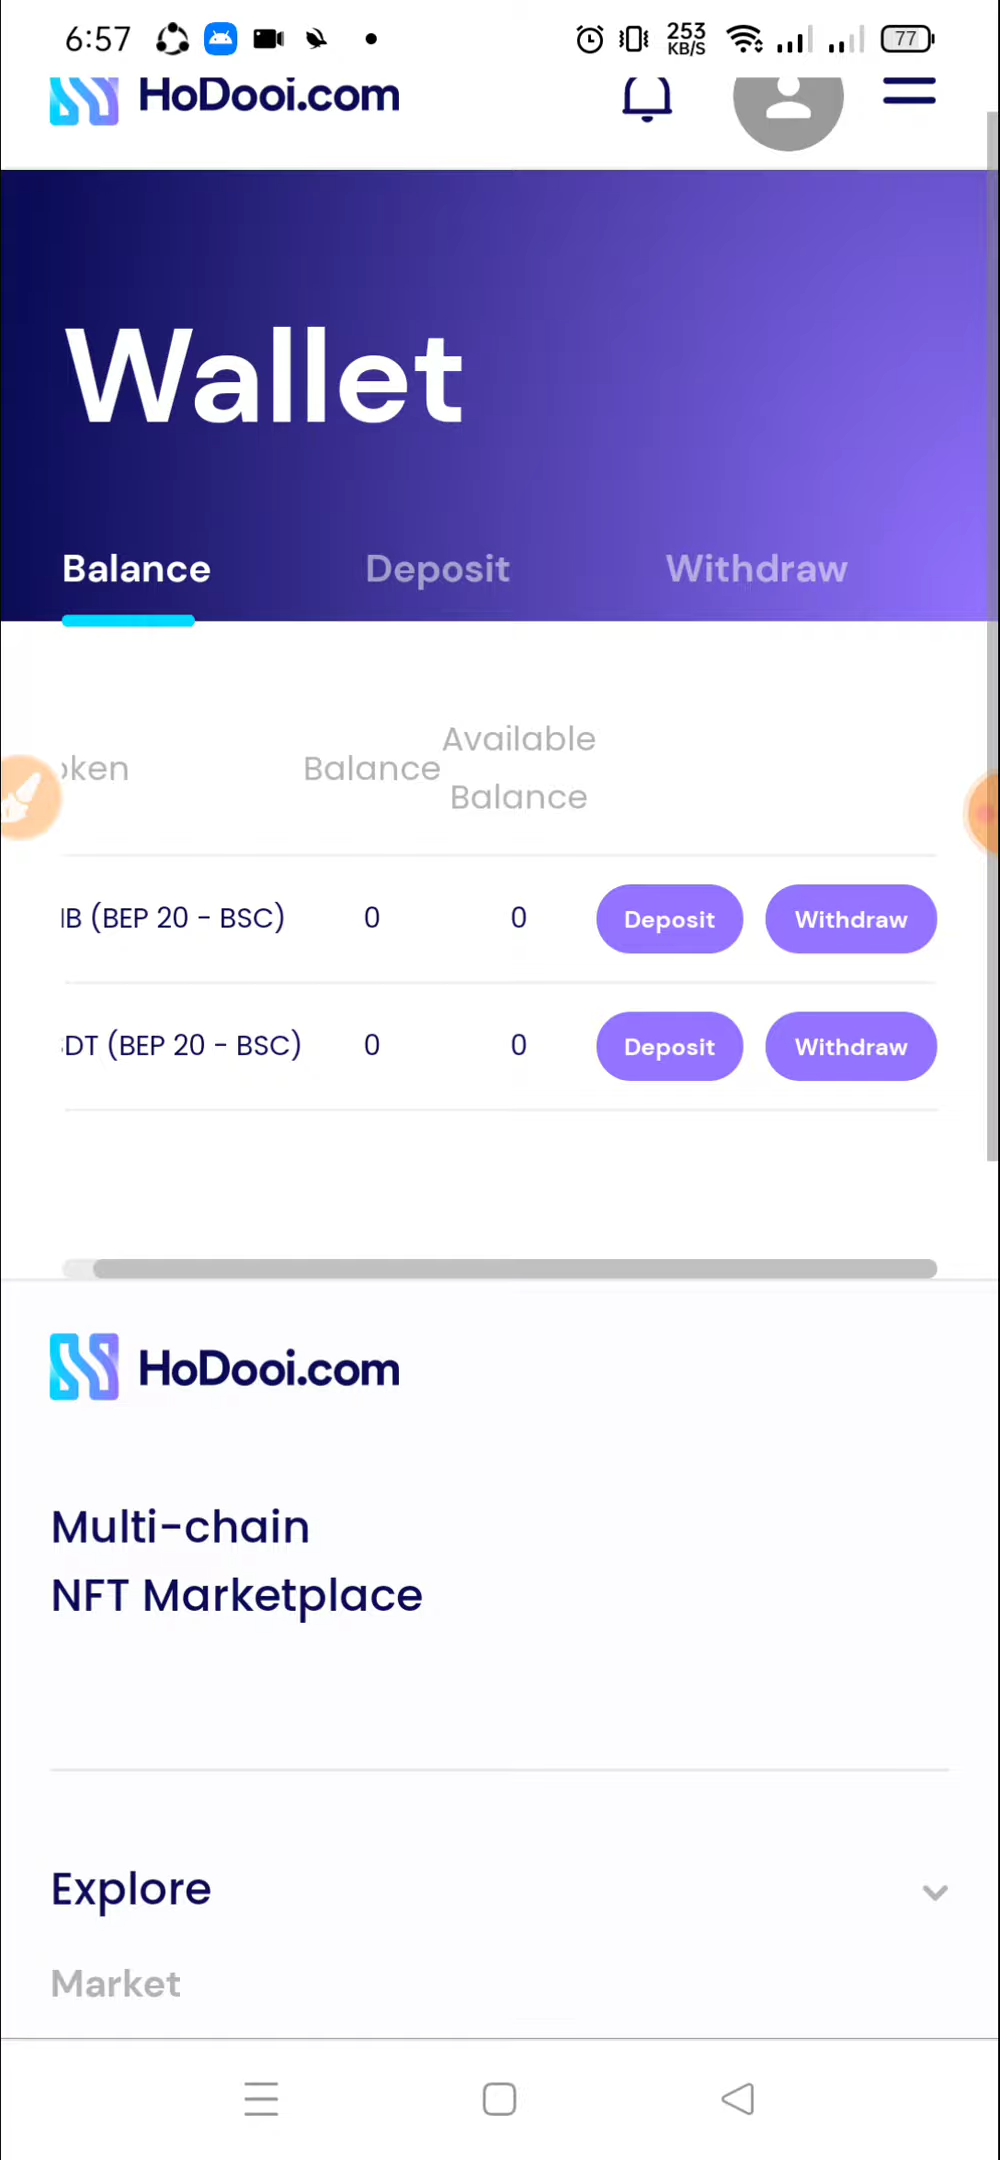 6:57 253 KB/S 77
HoDooi.com
Wallet
Balance Deposit Withdraw
oken Balance Available Balance
IB (BEP 20 - BSC) 0 0 Deposit Withdraw
SDT (BEP 20 - BSC) 0 0 Deposit Withdraw
HoDooi.com
Multi-chain
NFT Marketplace
Explore
Market